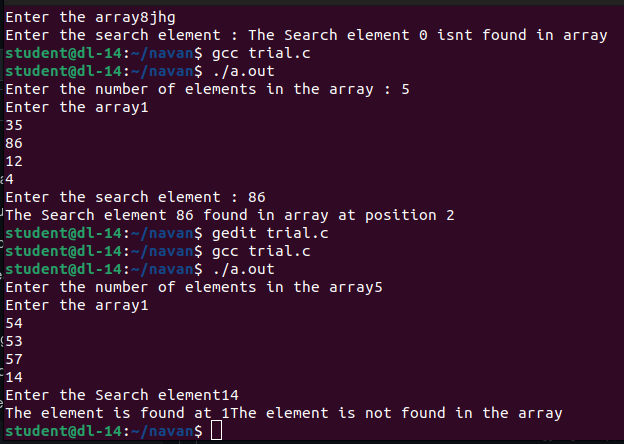 Enter the array8jhg
Enter the search element : The Search element 0 isnt found in array
student@dl-14:~/navan$ gcc trial.c
student@dl-14:~/navan$ ./a.out
Enter the number of elements in the array : 5
Enter the array1
35
86
12
4
Enter the search element : 86
The Search element 86 found in array at position 2
student@dl-14:~/navan$ gedit trial.c
student@dl-14:~/navan$ gcc trial.c
student@dl-14:~/navan$ ./a.out
Enter the number of elements in the array5
Enter the array1
54
53
57
14
Enter the Search element14
The element is found at 1The element is not found in the array
student@dl-14:~/navan$